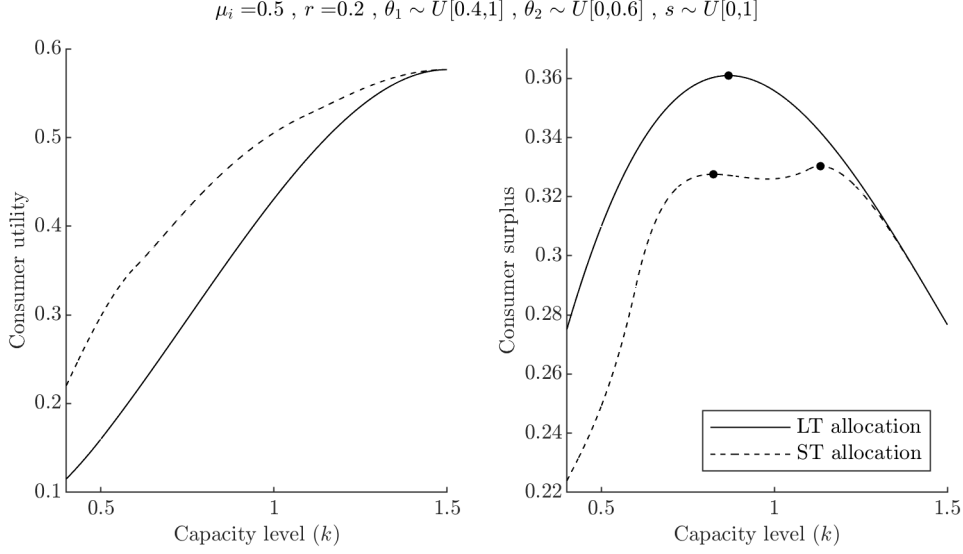 μ_i =0.5 , r =0.2 , θ_1 ∼ U[0.4,1] , θ_2 ∼ U[0,0.6] , s ∼ U[0,1]
Consumer utility
0.6
0.5
0.4
0.3
0.2
0.1
0.5
1
1.5
Capacity level (k)
Consumer surplus
0.36
0.34
0.32
0.3
0.28
0.26
0.24
0.22
LT allocation
ST allocation
0.5
1
1.5
Capacity level (k)